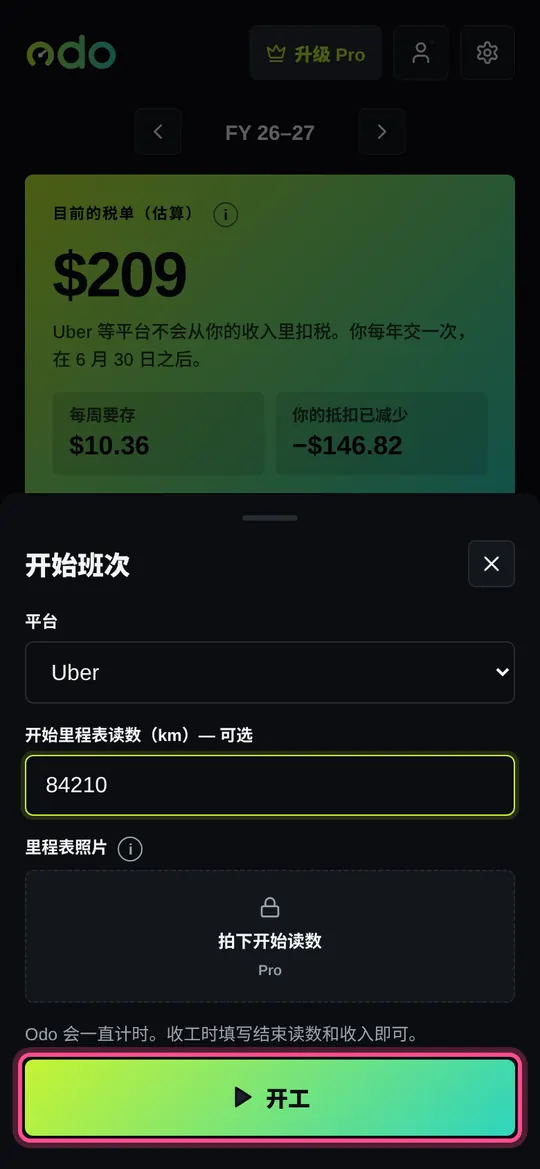 odo
升级 Pro
FY 26–27
目前的税单（估算）
$209
Uber 等平台不会从你的收入里扣税。你每年交一次，
在 6 月 30 日之后。
每周要存
$10.36
你的抵扣已减少
−$146.82
开始班次
平台
Uber
开始里程表读数（km）— 可选
84210
里程表照片
拍下开始读数
Pro
Odo 会一直计时。收工时填写结束读数和收入即可。
开工